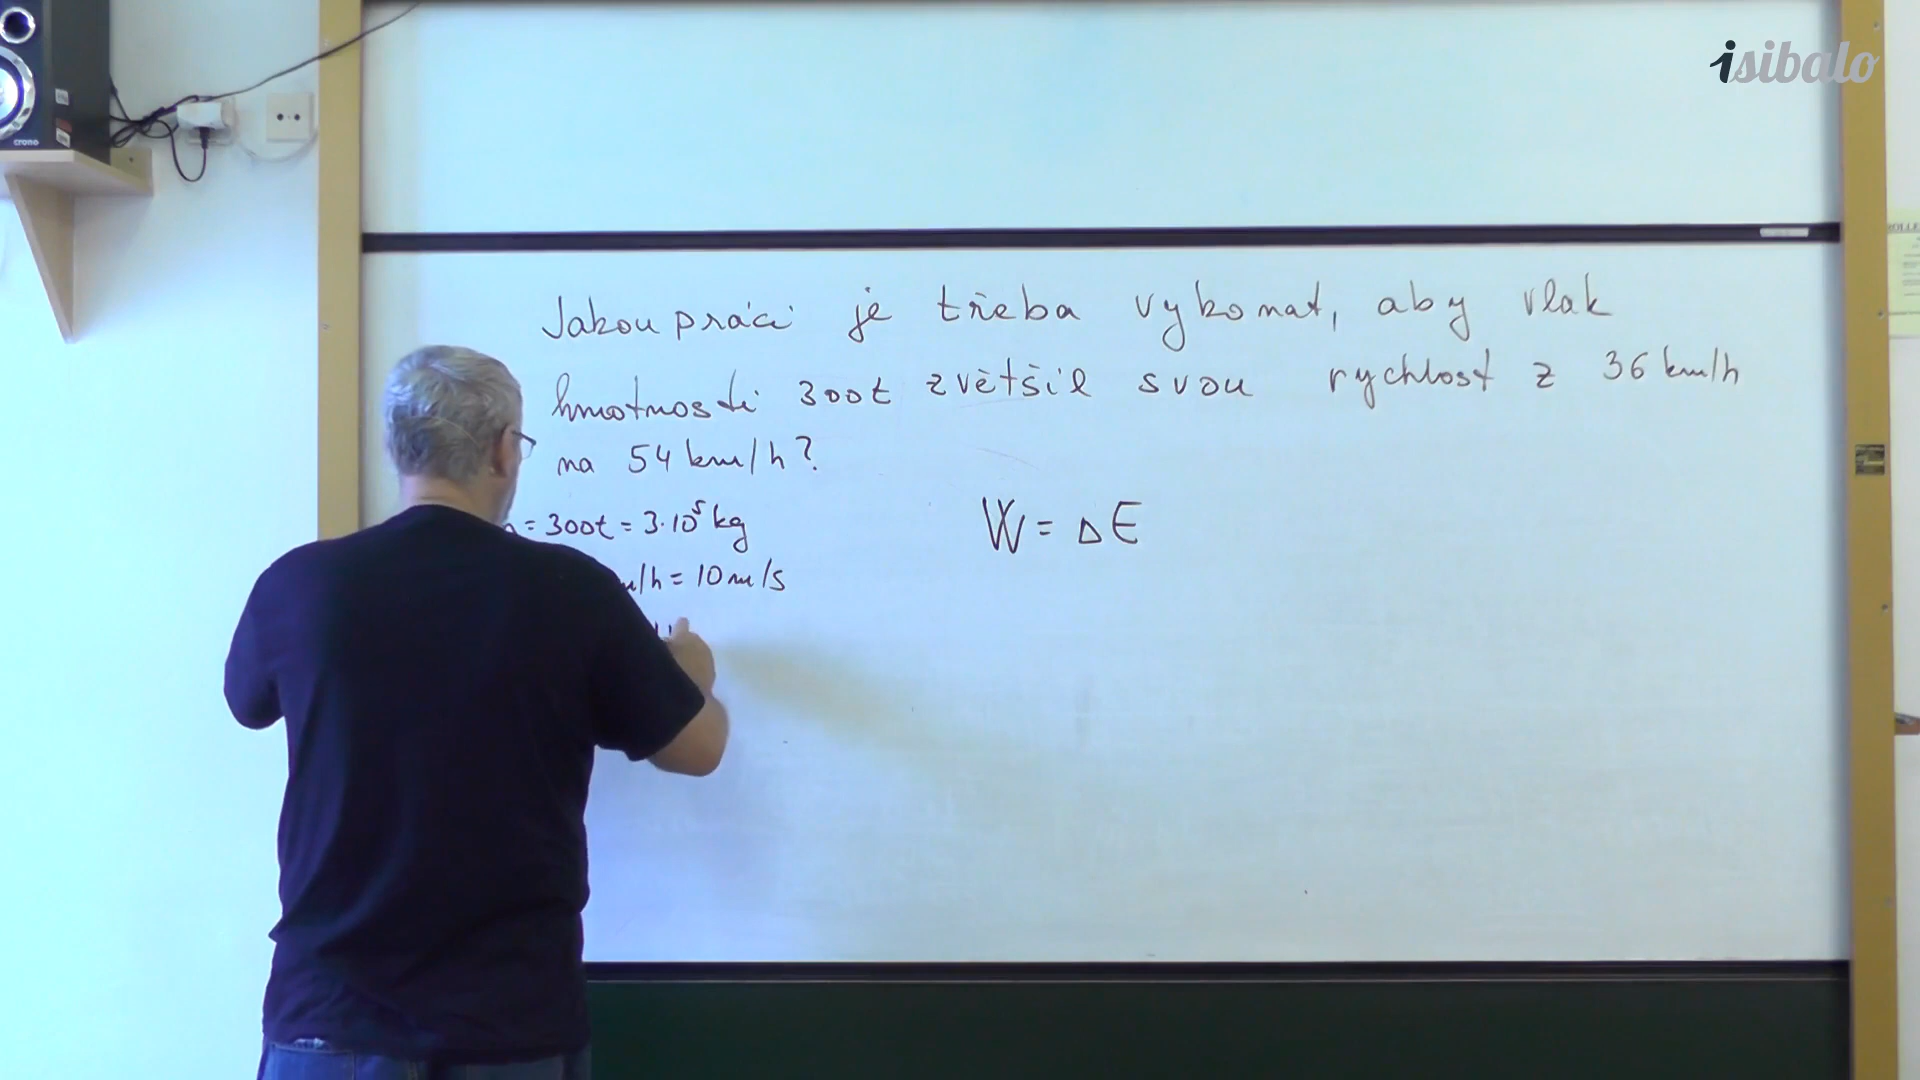 isibalo
crono
Jakou práci je třeba vykonat, aby vlak
hmotnosti 300t zvětšil svou rychlost z 36 km/h
na 54 km/h?
= 300t = 3·10⁵ kg
W = ΔE
/h = 10 m/s